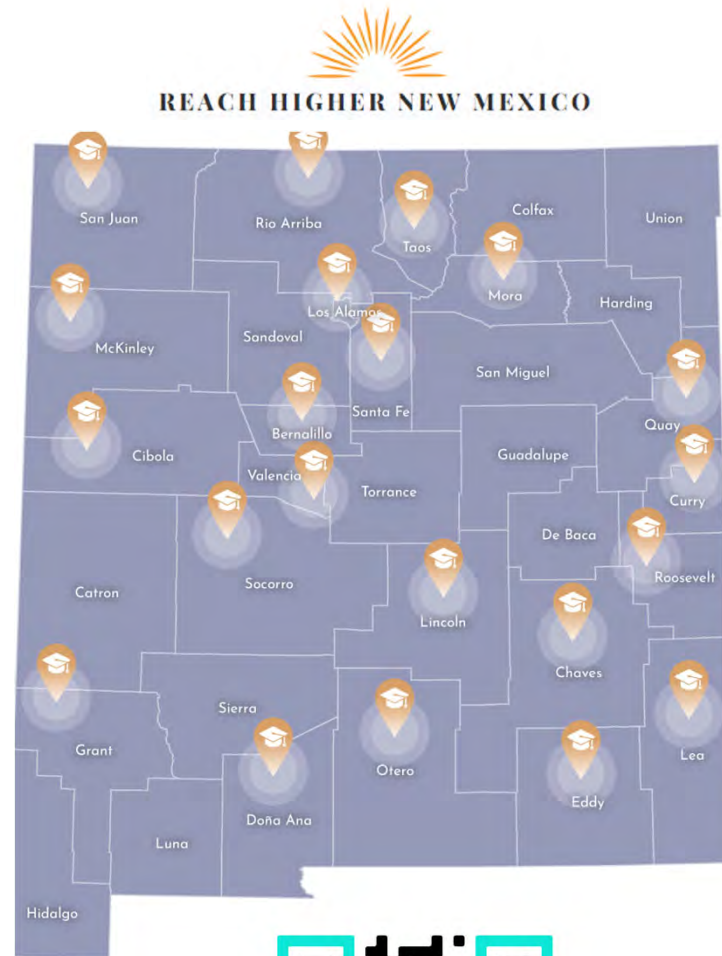 REACH HIGHER NEW MEXICO
San Juan
Rio Arriba
Taos
Colfax
Union
Los Alamos
Mora
Harding
McKinley
Sandoval
San Miguel
Santa Fe
Quay
Bernalillo
Cibola
Valencia
Torrance
Guadalupe
Curry
De Baca
Roosevelt
Catron
Socorro
Lincoln
Chaves
Sierra
Grant
Otero
Lea
Doña Ana
Eddy
Luna
Hidalgo